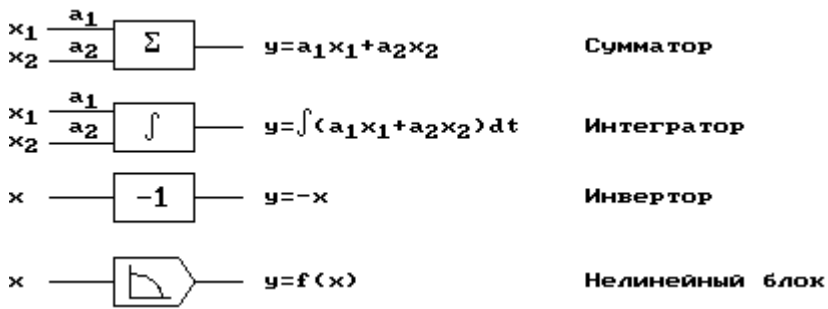 x1 a1
x2 a2 Σ y=a1x1+a2x2 Сумматор
x1 a1
x2 a2 ∫ y=∫(a1x1+a2x2)dt Интегратор
x -1 y=-x Инвертор
x y=f(x) Нелинейный блок